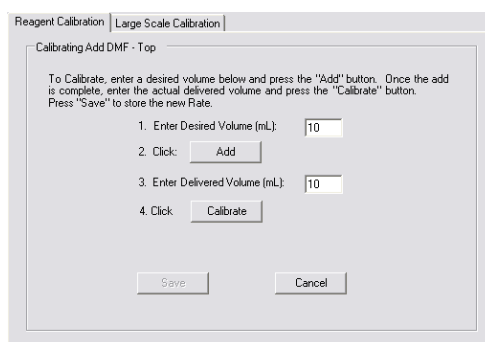 Reagent Calibration Large Scale Calibration
Calibrating Add DMF - Top
To Calibrate, enter a desired volume below and press the "Add" button. Once the add
is complete, enter the actual delivered volume and press the "Calibrate" button.
Press "Save" to store the new Rate.
1. Enter Desired Volume (mL): 10
2. Click: Add
3. Enter Delivered Volume (mL): 10
4. Click Calibrate
Save Cancel